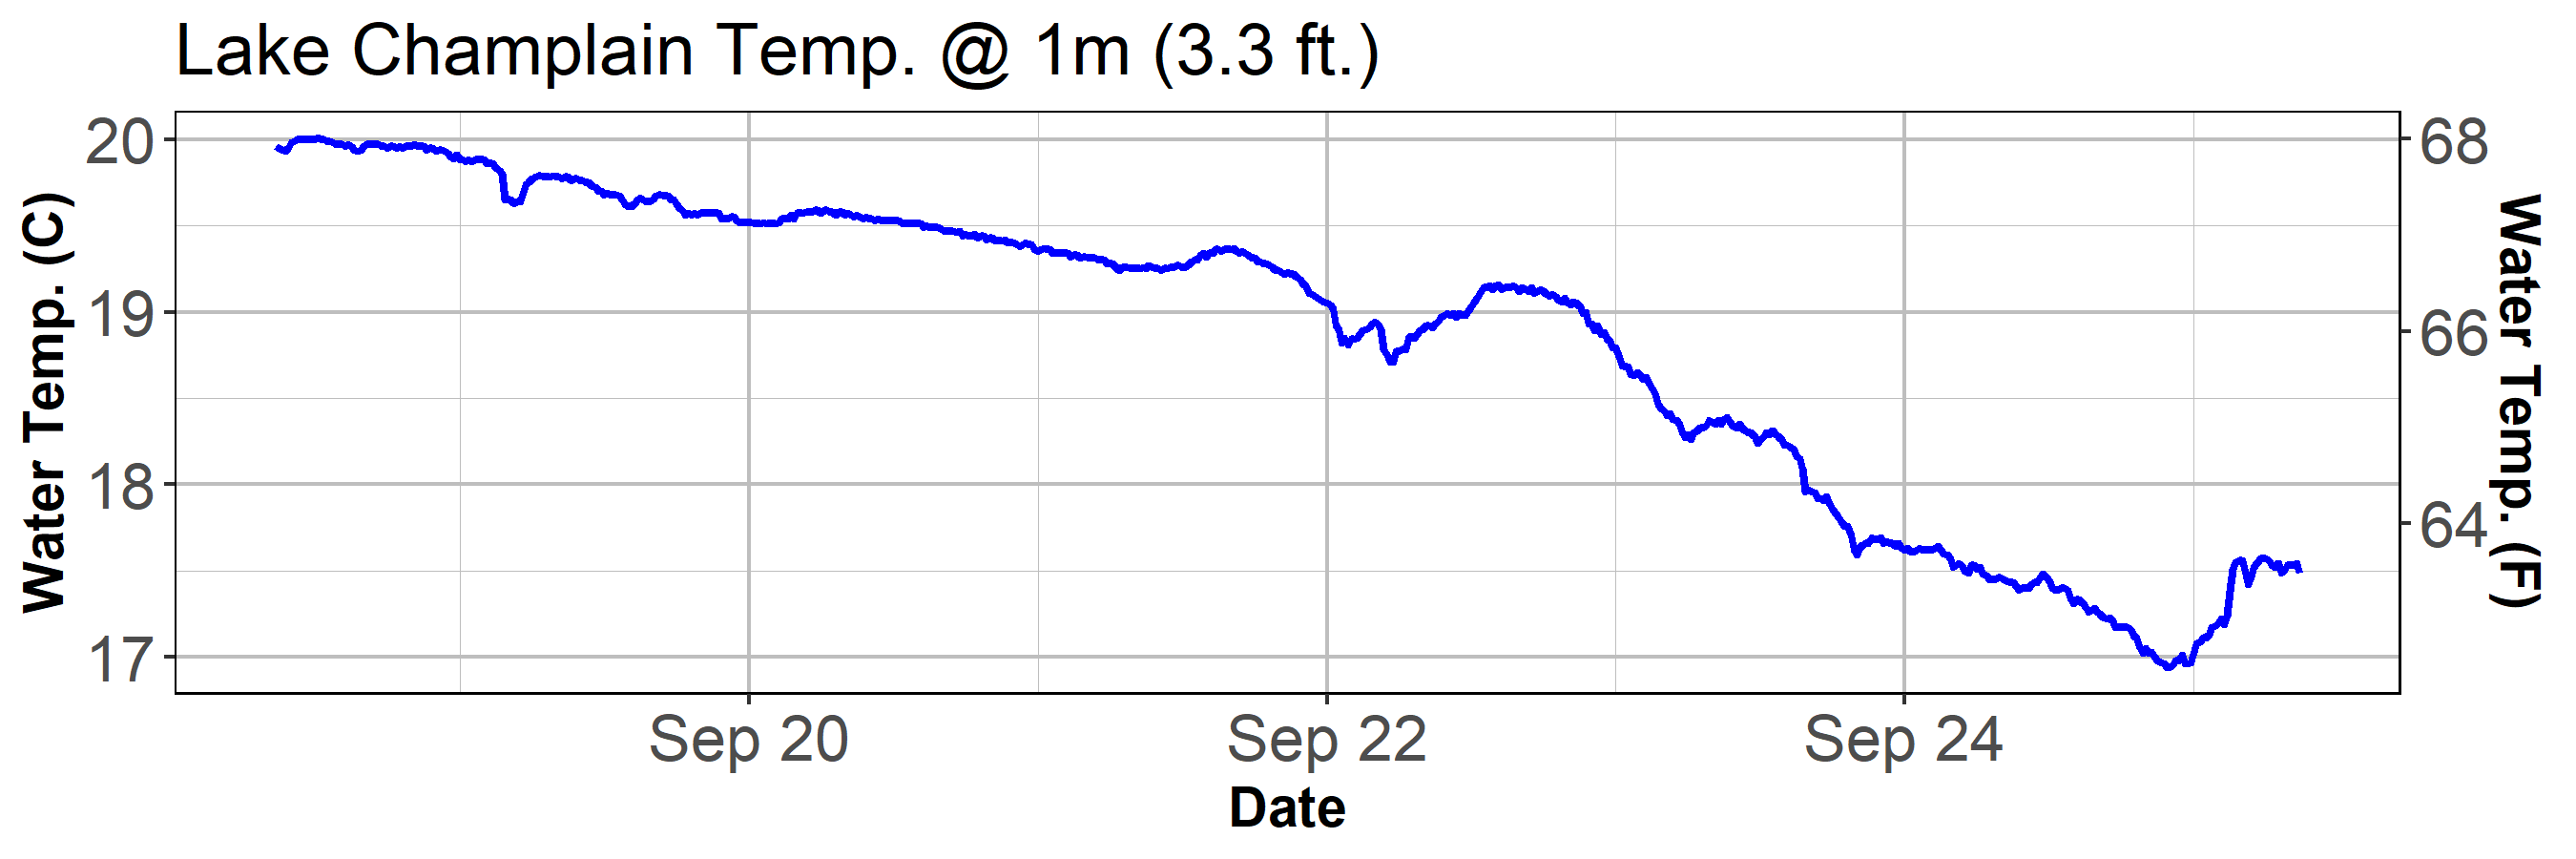 Lake Champlain Temp. @ 1m (3.3 ft.)
Water Temp. (C)
20
19
18
17
68
66
64
Water Temp. (F)
Sep 20
Sep 22
Sep 24
Date